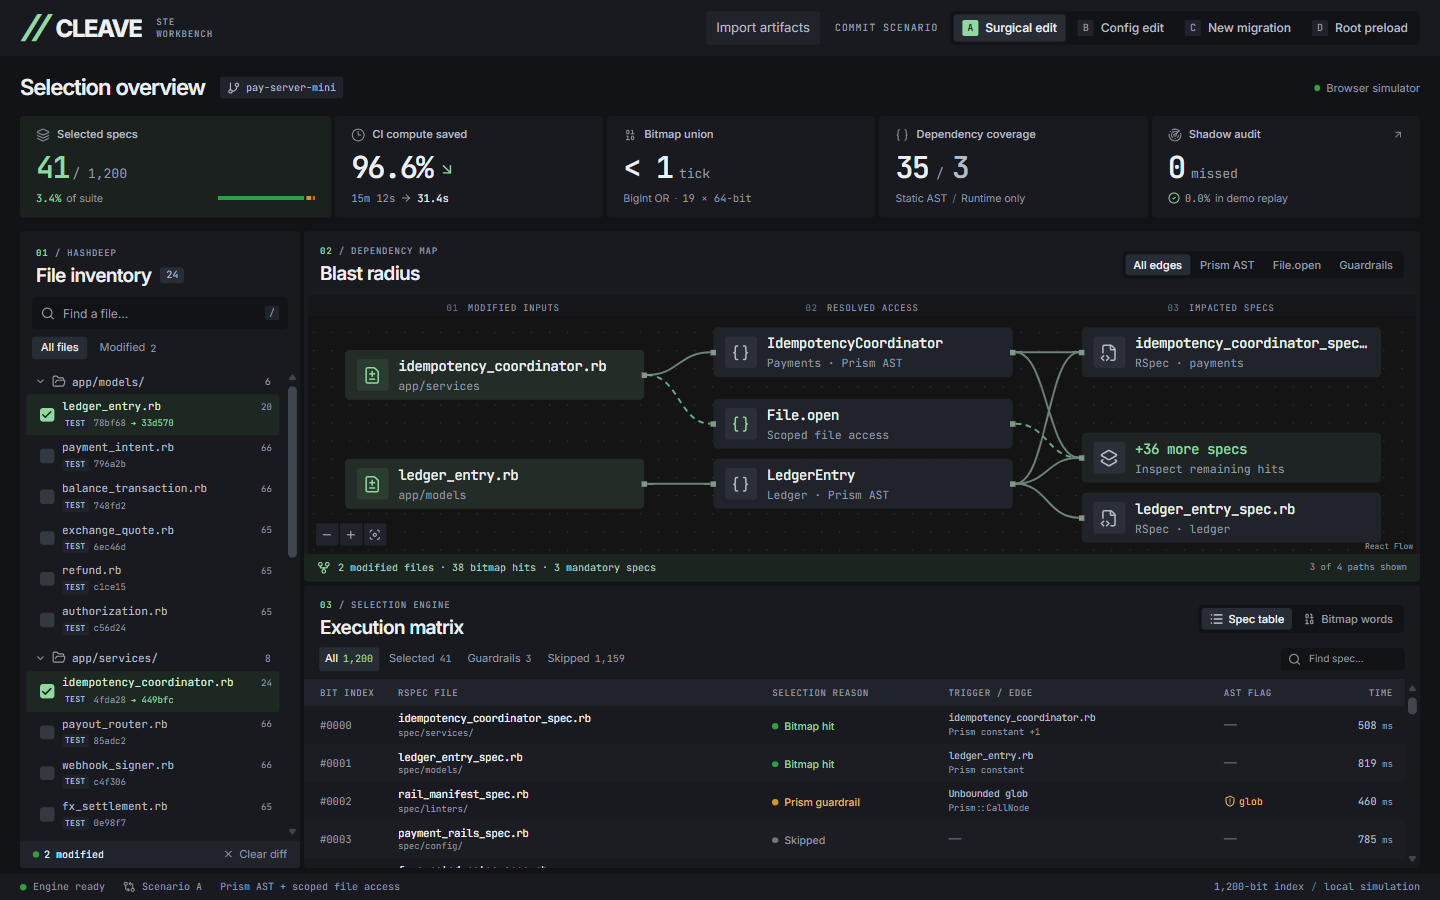 // CLEAVE
STE WORKBENCH
Import artifacts
COMMIT SCENARIO
A Surgical edit
B Config edit
C New migration
D Root preload
Selection overview
pay-server-mini
Browser simulator
Selected specs
41 / 1,200
3.4% of suite
CI compute saved
96.6%
15m 12s → 31.4s
Bitmap union
< 1 tick
BigInt OR · 19 × 64-bit
Dependency coverage
35 / 3
Static AST / Runtime only
Shadow audit
0 missed
0.0% in demo replay
01 / HASHDEEP
File inventory 24
Find a file... /
All files
Modified 2
app/models/ 6
ledger_entry.rb 20
TEST 78bf68 → 33d570
payment_intent.rb 66
TEST 796a2b
balance_transaction.rb 66
TEST 748fd2
exchange_quote.rb 65
TEST 6ec46d
refund.rb 65
TEST c1ce15
authorization.rb 65
TEST c56d24
app/services/ 8
idempotency_coordinator.rb 24
TEST 4fda28 → 449bfc
payout_router.rb 66
TEST 85adc2
webhook_signer.rb 66
TEST c4f306
fx_settlement.rb 65
TEST 0e98f7
2 modified
Clear diff
02 / DEPENDENCY MAP
Blast radius
All edges
Prism AST
File.open
Guardrails
01 MODIFIED INPUTS
02 RESOLVED ACCESS
03 IMPACTED SPECS
idempotency_coordinator.rb
app/services
ledger_entry.rb
app/models
IdempotencyCoordinator
Payments · Prism AST
File.open
Scoped file access
LedgerEntry
Ledger · Prism AST
idempotency_coordinator_spec…
RSpec · payments
+36 more specs
Inspect remaining hits
ledger_entry_spec.rb
RSpec · ledger
React Flow
2 modified files · 38 bitmap hits · 3 mandatory specs
3 of 4 paths shown
03 / SELECTION ENGINE
Execution matrix
Spec table
Bitmap words
All 1,200
Selected 41
Guardrails 3
Skipped 1,159
Find spec...
BIT INDEX RSPEC FILE SELECTION REASON TRIGGER / EDGE AST FLAG TIME
#0000 idempotency_coordinator_spec.rb Bitmap hit idempotency_coordinator.rb — 508 ms
spec/services/ Prism constant +1
#0001 ledger_entry_spec.rb Bitmap hit ledger_entry.rb — 819 ms
spec/models/ Prism constant
#0002 rail_manifest_spec.rb Prism guardrail Unbounded glob glob 460 ms
spec/linters/ Prism::CallNode
#0003 payment_rails_spec.rb Skipped — — 785 ms
spec/config/
Engine ready
Scenario A
Prism AST + scoped file access
1,200-bit index / local simulation